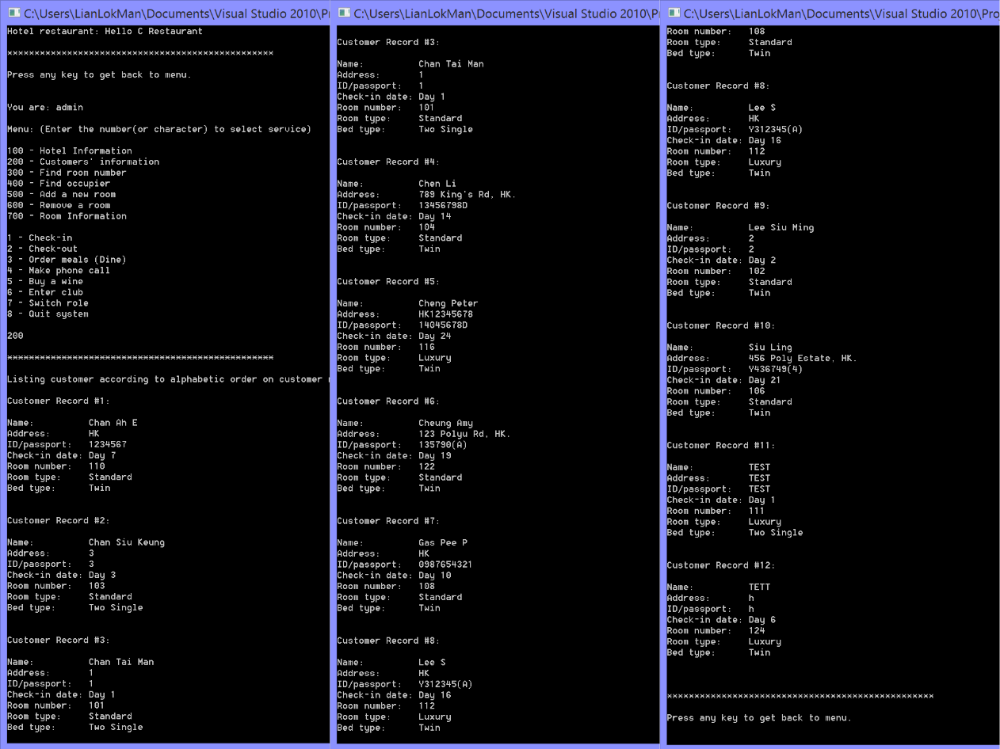 C:\Users\LianLokMan\Documents\Visual Studio 2010\Pr
Hotel restaurant: Hello C Restaurant
*************************************************
Press any key to get back to menu.
You are: admin
Menu: (Enter the number(or character) to select service)
100 - Hotel Information
200 - Customers' information
300 - Find room number
400 - Find occupier
500 - Add a new room
600 - Remove a room
700 - Room Information
1 - Check-in
2 - Check-out
3 - Order meals (Dine)
4 - Make phone call
5 - Buy a wine
6 - Enter club
7 - Switch role
8 - Quit system
200
*************************************************
Listing customer according to alphabetic order on customer
Customer Record #1:
Name: Chan Ah E
Address: HK
ID/passport: 1234567
Check-in date: Day 7
Room number: 110
Room type: Standard
Bed type: Twin
Customer Record #2:
Name: Chan Siu Keung
Address: 3
ID/passport: 3
Check-in date: Day 3
Room number: 103
Room type: Standard
Bed type: Two Single
Customer Record #3:
Name: Chan Tai Man
Address: 1
ID/passport: 1
Check-in date: Day 1
Room number: 101
Room type: Standard
Bed type: Two Single
C:\Users\LianLokMan\Documents\Visual Studio 2010\P
Customer Record #3:
Name: Chan Tai Man
Address: 1
ID/passport: 1
Check-in date: Day 1
Room number: 101
Room type: Standard
Bed type: Two Single
Customer Record #4:
Name: Chen Li
Address: 789 King's Rd, HK.
ID/passport: 13456798D
Check-in date: Day 14
Room number: 104
Room type: Standard
Bed type: Twin
Customer Record #5:
Name: Cheng Peter
Address: HK12345678
ID/passport: 14045678D
Check-in date: Day 24
Room number: 116
Room type: Luxury
Bed type: Twin
Customer Record #6:
Name: Cheung Amy
Address: 123 Polyu Rd, HK.
ID/passport: 135790(A)
Check-in date: Day 19
Room number: 122
Room type: Standard
Bed type: Twin
Customer Record #7:
Name: Gas Pee P
Address: HK
ID/passport: 0987654321
Check-in date: Day 10
Room number: 108
Room type: Standard
Bed type: Twin
Customer Record #8:
Name: Lee S
Address: HK
ID/passport: Y312345(A)
Check-in date: Day 16
Room number: 112
Room type: Luxury
Bed type: Twin
C:\Users\LianLokMan\Documents\Visual Studio 2010\Pro
Room number: 108
Room type: Standard
Bed type: Twin
Customer Record #8:
Name: Lee S
Address: HK
ID/passport: Y312345(A)
Check-in date: Day 16
Room number: 112
Room type: Luxury
Bed type: Twin
Customer Record #9:
Name: Lee Siu Ming
Address: 2
ID/passport: 2
Check-in date: Day 2
Room number: 102
Room type: Standard
Bed type: Twin
Customer Record #10:
Name: Siu Ling
Address: 456 Poly Estate, HK.
ID/passport: Y436749(4)
Check-in date: Day 21
Room number: 106
Room type: Standard
Bed type: Twin
Customer Record #11:
Name: TEST
Address: TEST
ID/passport: TEST
Check-in date: Day 1
Room number: 111
Room type: Luxury
Bed type: Two Single
Customer Record #12:
Name: TETT
Address: h
ID/passport: h
Check-in date: Day 6
Room number: 124
Room type: Luxury
Bed type: Twin
*************************************************
Press any key to get back to menu.